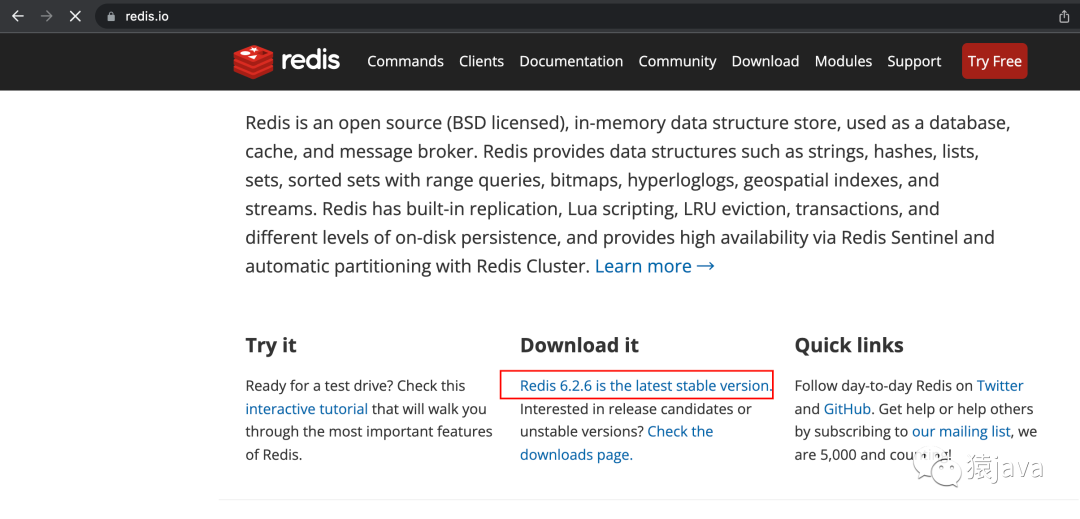 redis.io
redis
Commands Clients Documentation Community Download Modules Support Try Free
Redis is an open source (BSD licensed), in-memory data structure store, used as a database,
cache, and message broker. Redis provides data structures such as strings, hashes, lists,
sets, sorted sets with range queries, bitmaps, hyperloglogs, geospatial indexes, and
streams. Redis has built-in replication, Lua scripting, LRU eviction, transactions, and
different levels of on-disk persistence, and provides high availability via Redis Sentinel and
automatic partitioning with Redis Cluster. Learn more →
Try it
Ready for a test drive? Check this
interactive tutorial that will walk you
through the most important features
of Redis.
Download it
Redis 6.2.6 is the latest stable version.
Interested in release candidates or
unstable versions? Check the
downloads page.
Quick links
Follow day-to-day Redis on Twitter
and GitHub. Get help or help others
by subscribing to our mailing list, we
are 5,000 and counting!
猿java